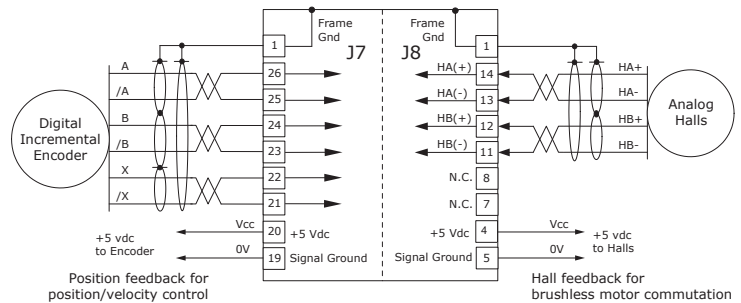 Frame
Gnd
Frame
Gnd
J7
J8
1
1
A
26
HA(+)
14
HA+
/A
25
HA(-)
13
HA-
B
24
HB(+)
12
HB+
/B
23
HB(-)
11
HB-
X
22
N.C.
8
/X
21
N.C.
7
Digital
Incremental
Encoder
Analog
Halls
Vcc
20
+5 Vdc
+5 Vdc
4
Vcc
+5 vdc
to Encoder
+5 vdc
to Halls
0V
19
Signal Ground
Signal Ground
5
0V
Position feedback for
position/velocity control
Hall feedback for
brushless motor commutation